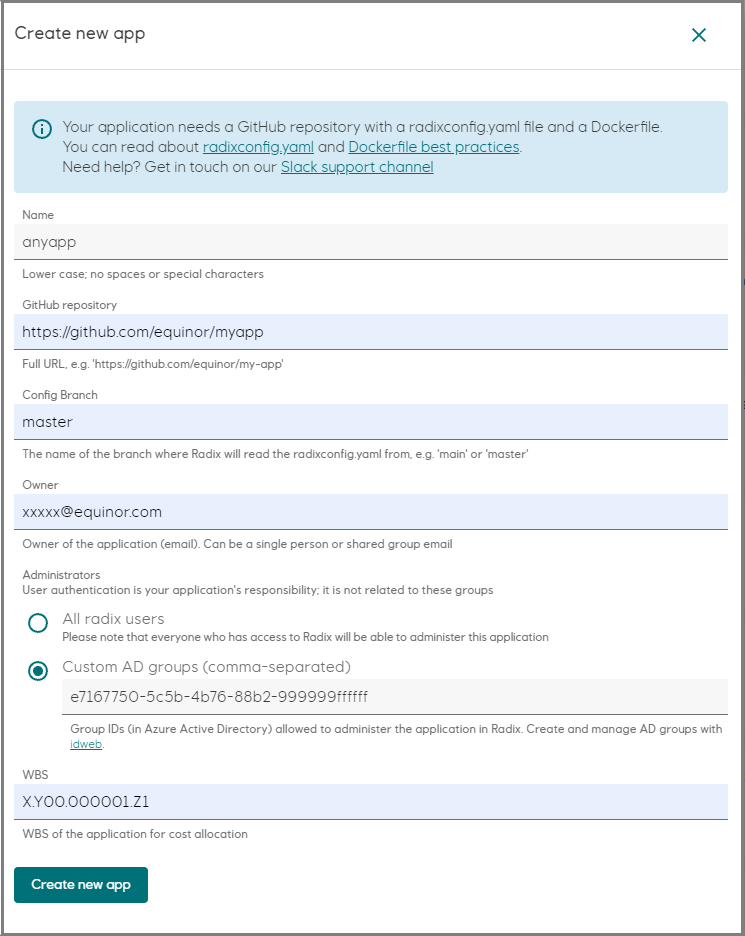 Create new app
Your application needs a GitHub repository with a radixconfig.yaml file and a Dockerfile.
You can read about radixconfig.yaml and Dockerfile best practices.
Need help? Get in touch on our Slack support channel
Name
anyapp
Lower case; no spaces or special characters
GitHub repository
https://github.com/equinor/myapp
Full URL, e.g. 'https://github.com/equinor/my-app'
Config Branch
master
The name of the branch where Radix will read the radixconfig.yaml from, e.g. 'main' or 'master'
Owner
xxxxx@equinor.com
Owner of the application (email). Can be a single person or shared group email
Administrators
User authentication is your application's responsibility; it is not related to these groups
All radix users
Please note that everyone who has access to Radix will be able to administer this application
Custom AD groups (comma-separated)
e7167750-5c5b-4b76-88b2-999999ffffff
Group IDs (in Azure Active Directory) allowed to administer the application in Radix. Create and manage AD groups with
idweb.
WBS
X.Y00.000001.Z1
WBS of the application for cost allocation
Create new app